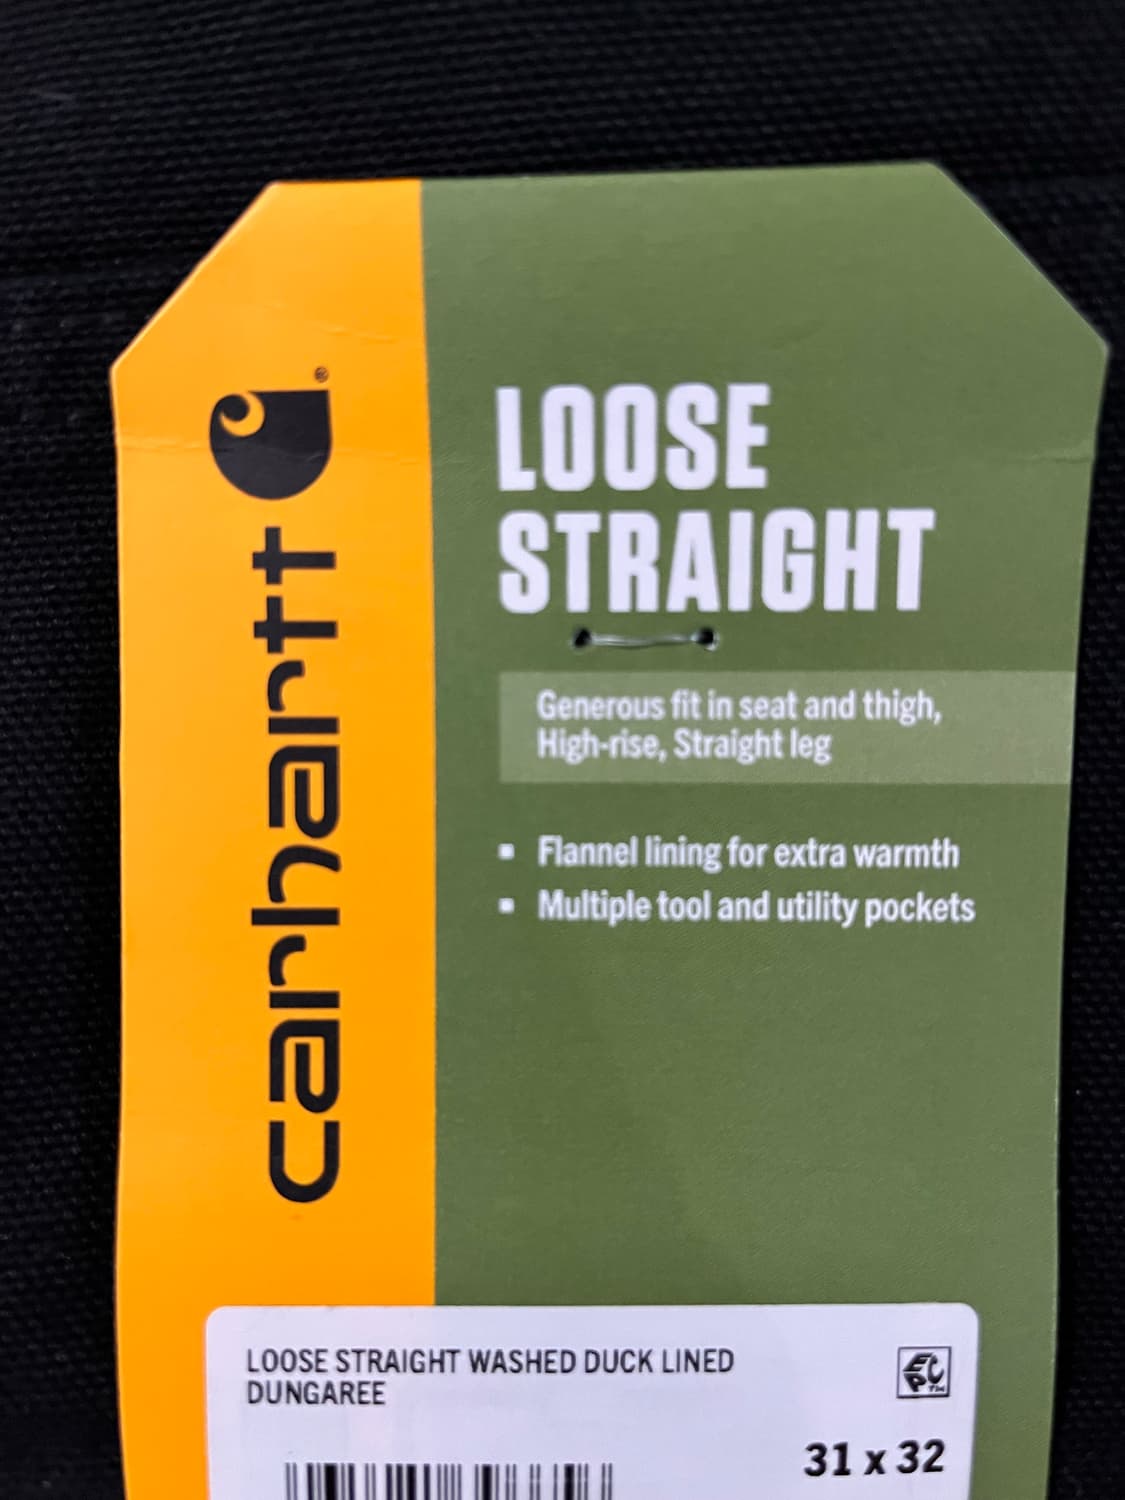 carhartt
®
LOOSE
STRAIGHT
Generous fit in seat and thigh,
High-rise, Straight leg
▪ Flannel lining for extra warmth
▪ Multiple tool and utility pockets
LOOSE STRAIGHT WASHED DUCK LINED
DUNGAREE
EPC™
31 x 32